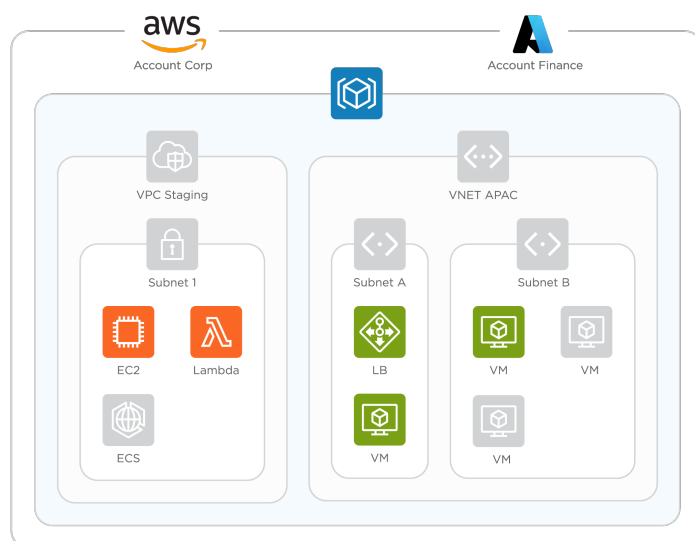 aws
Account Corp
Account Finance
VPC Staging
VNET APAC
Subnet 1
Subnet A
Subnet B
EC2
Lambda
LB
VM
VM
ECS
VM
VM